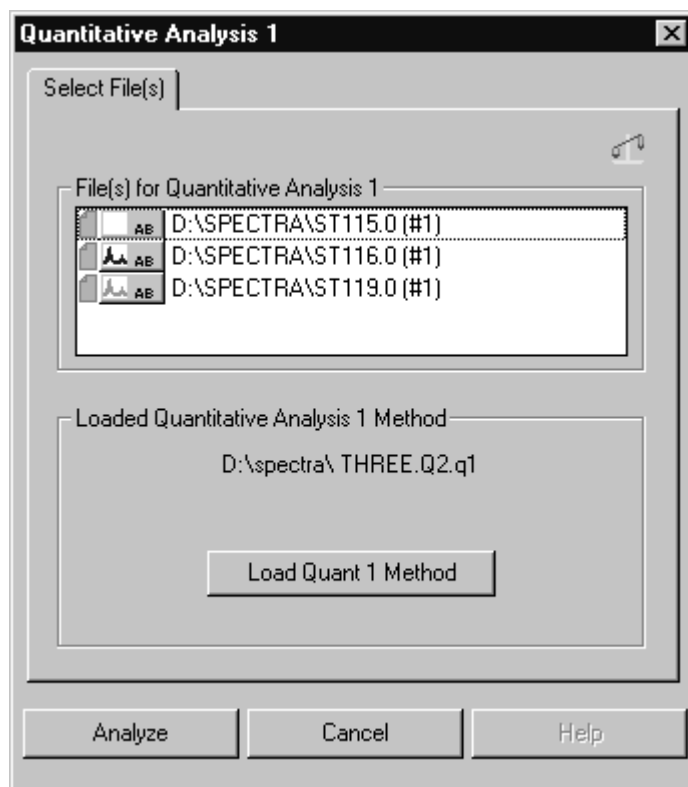 Quantitative Analysis 1
Select File(s)
File(s) for Quantitative Analysis 1
AB D:\SPECTRA\ST115.0 (#1)
AB D:\SPECTRA\ST116.0 (#1)
AB D:\SPECTRA\ST119.0 (#1)
Loaded Quantitative Analysis 1 Method
D:\spectra\ THREE.Q2.q1
Load Quant 1 Method
Analyze Cancel Help